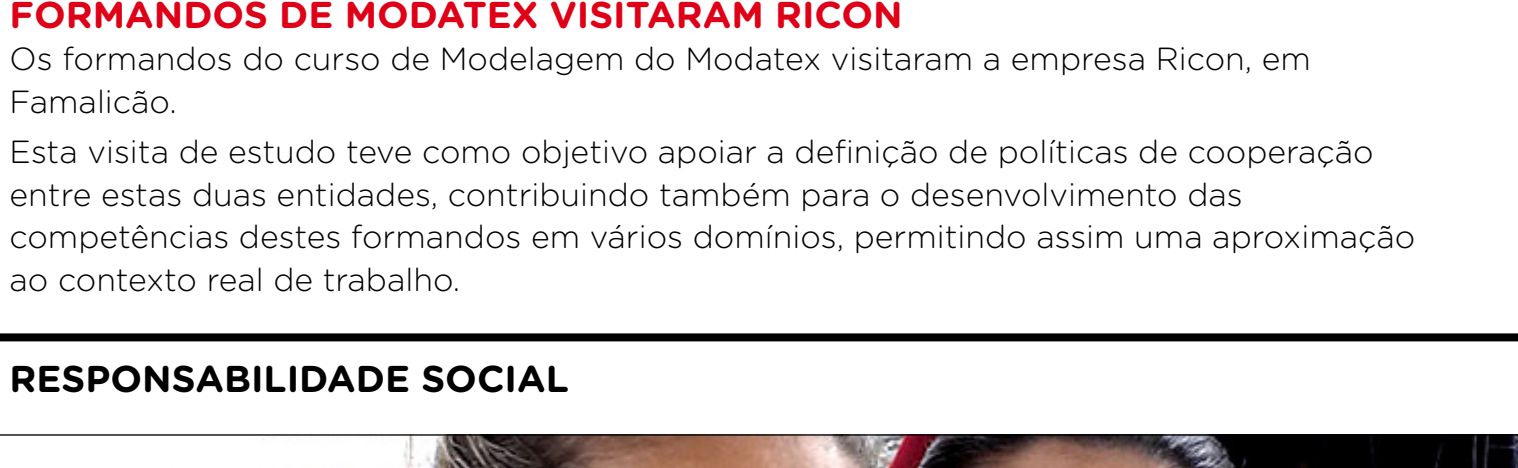 FORMANDOS DE MODATEX VISITARAM RICON
Os formandos do curso de Modelagem do Modatex visitaram a empresa Ricon, em
Famalicão.
Esta visita de estudo teve como objetivo apoiar a definição de políticas de cooperação
entre estas duas entidades, contribuindo também para o desenvolvimento das
competências destes formandos em vários domínios, permitindo assim uma aproximação
ao contexto real de trabalho.
RESPONSABILIDADE SOCIAL